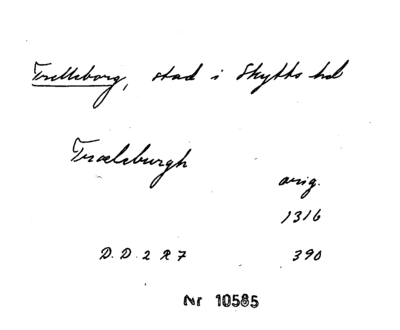 Trelleborg, stad i Skytts hd
Træleburgh
orig.
1316
D. D. 2 R 7 390
Nr 10585